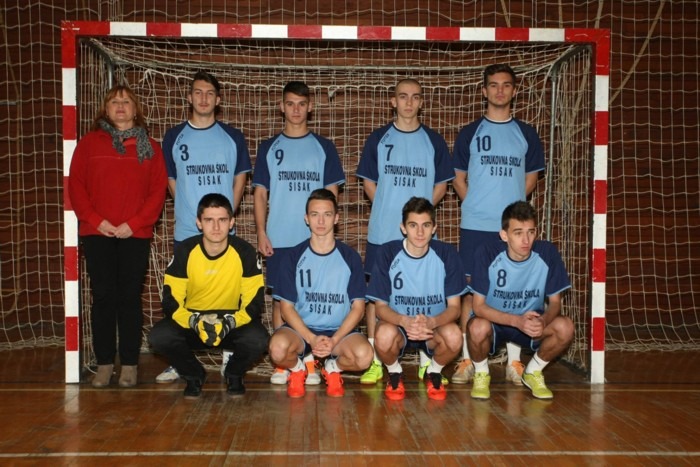 3
STRUKOVNA ŠKOLA
SISAK
9
STRUKOVNA ŠKOLA
SISAK
7
STRUKOVNA ŠKOLA
SISAK
10
STRUKOVNA ŠKOLA
SISAK
11
STRUKOVNA ŠKOLA
SISAK
6
STRUKOVNA ŠKOLA
SISAK
8
STRUKOVNA ŠKOLA
SISAK